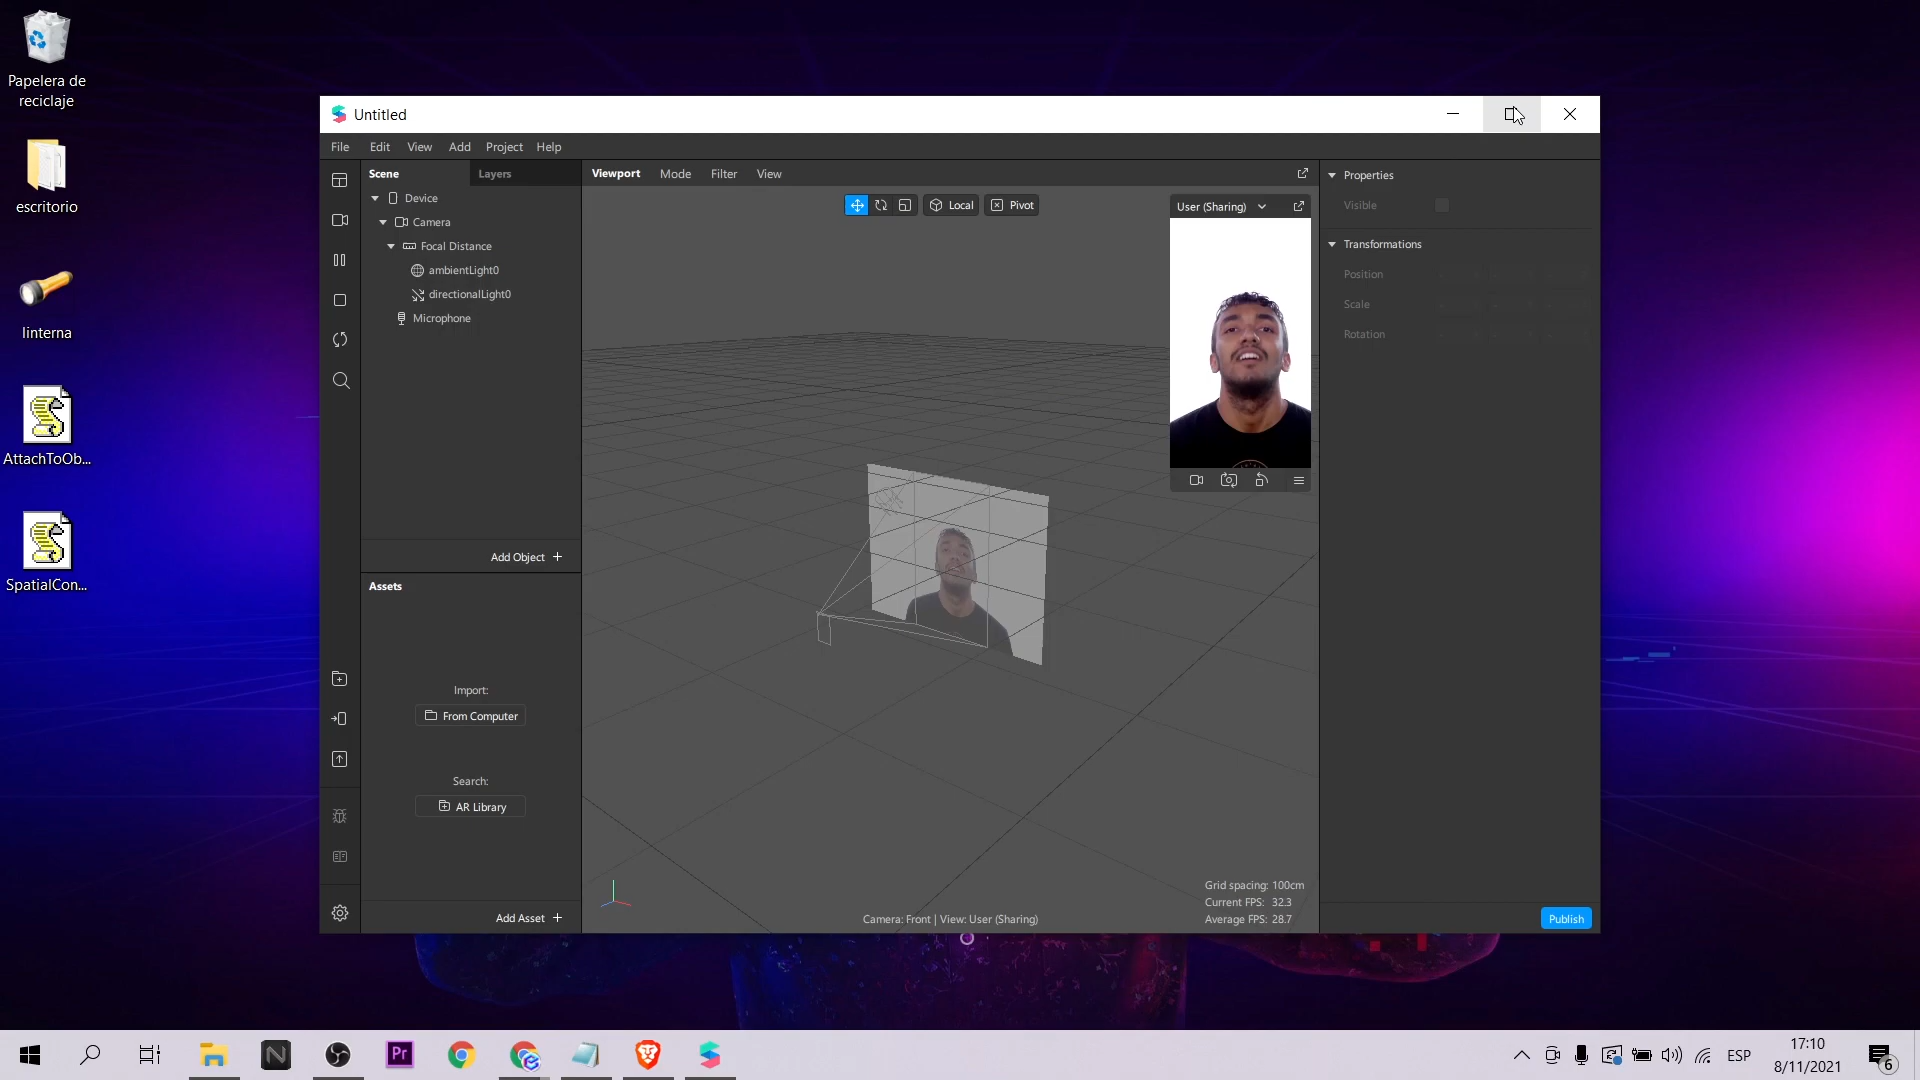 Papelera de
reciclaje
escritorio
linterna
AttachToOb...
SpatialCon...
Untitled
File Edit View Add Project Help
Scene Layers
Device
Camera
Focal Distance
ambientLight0
directionalLight0
Microphone
Add Object +
Assets
Import:
From Computer
Search:
AR Library
Add Asset +
Viewport Mode Filter View
Local Pivot
User (Sharing)
Camera: Front | View: User (Sharing)
Grid spacing: 100cm
Current FPS: 32.3
Average FPS: 28.7
Properties
Visible
Transformations
Position
Scale
Rotation
Publish
N
Pr
ESP
17:10
8/11/2021
6